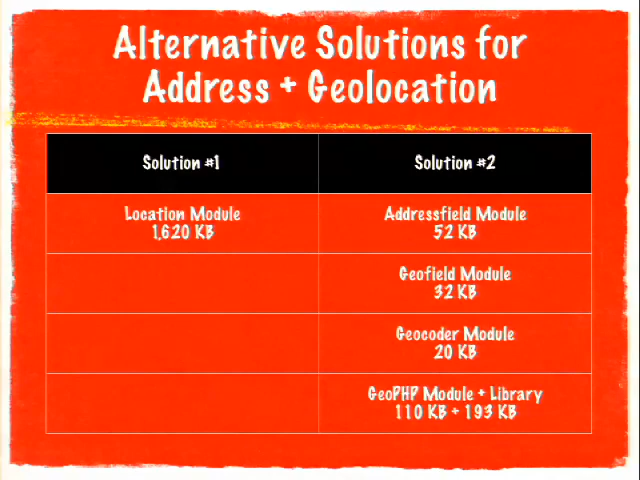 Alternative Solutions for
Address + Geolocation
Solution #1
Solution #2
Location Module
1,620 KB
Addressfield Module
52 KB
Geofield Module
32 KB
Geocoder Module
20 KB
GeoPHP Module + Library
110 KB + 193 KB